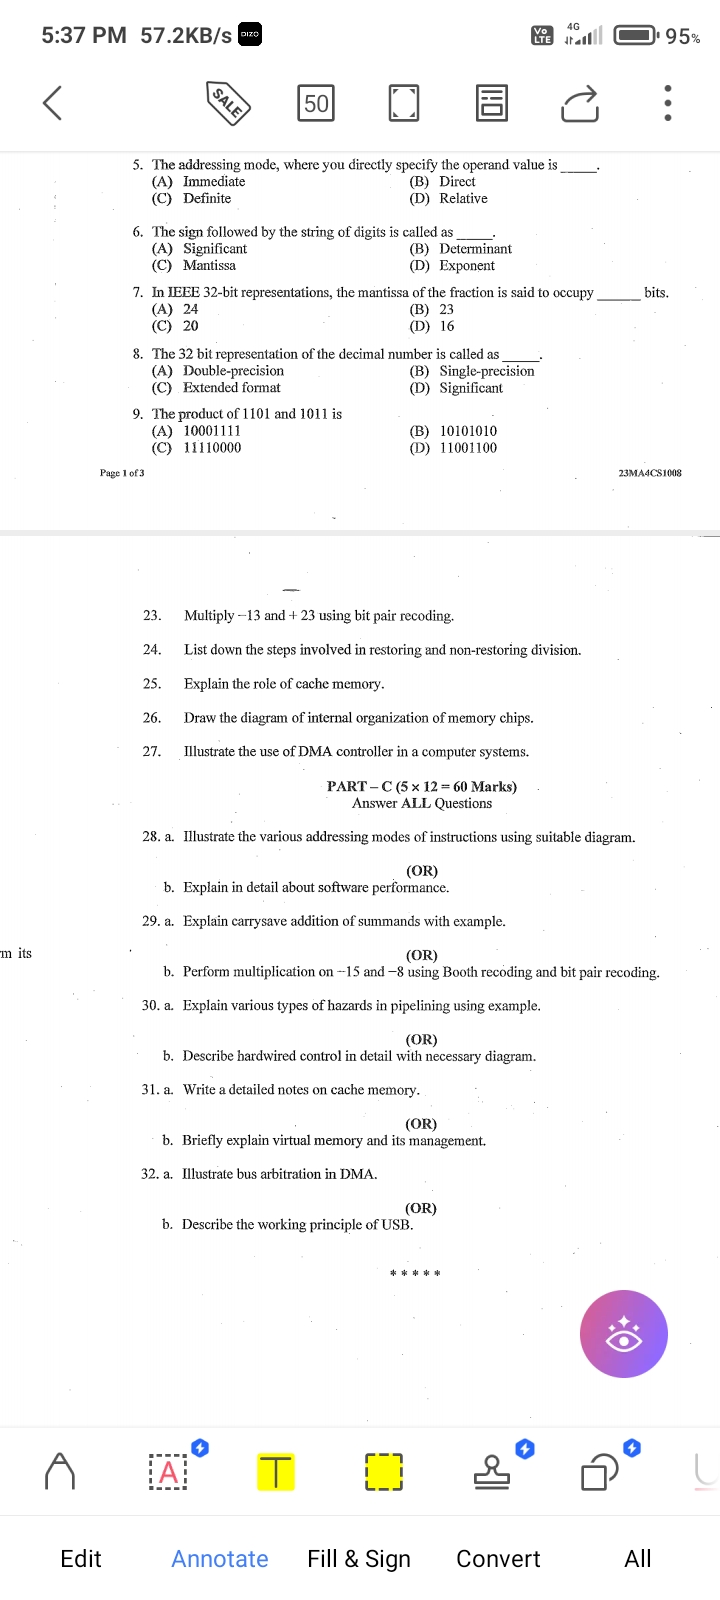 5:37 PM 57.2KB/s DIZO Vo LTE 4G 95%
SALE 50
5. The addressing mode, where you directly specify the operand value is _____.
(A) Immediate (B) Direct
(C) Definite (D) Relative
6. The sign followed by the string of digits is called as _____.
(A) Significant (B) Determinant
(C) Mantissa (D) Exponent
7. In IEEE 32-bit representations, the mantissa of the fraction is said to occupy ______ bits.
(A) 24 (B) 23
(C) 20 (D) 16
8. The 32 bit representation of the decimal number is called as _____.
(A) Double-precision (B) Single-precision
(C) Extended format (D) Significant
9. The product of 1101 and 1011 is
(A) 10001111 (B) 10101010
(C) 11110000 (D) 11001100
Page 1 of 3 23MA4CS1008
23. Multiply −13 and + 23 using bit pair recoding.
24. List down the steps involved in restoring and non-restoring division.
25. Explain the role of cache memory.
26. Draw the diagram of internal organization of memory chips.
27. Illustrate the use of DMA controller in a computer systems.
PART – C (5 × 12 = 60 Marks)
Answer ALL Questions
28. a. Illustrate the various addressing modes of instructions using suitable diagram.
(OR)
b. Explain in detail about software performance.
29. a. Explain carrysave addition of summands with example.
m its (OR)
b. Perform multiplication on −15 and −8 using Booth recoding and bit pair recoding.
30. a. Explain various types of hazards in pipelining using example.
(OR)
b. Describe hardwired control in detail with necessary diagram.
31. a. Write a detailed notes on cache memory.
(OR)
b. Briefly explain virtual memory and its management.
32. a. Illustrate bus arbitration in DMA.
(OR)
b. Describe the working principle of USB.
* * * * *
A T
Edit Annotate Fill & Sign Convert All